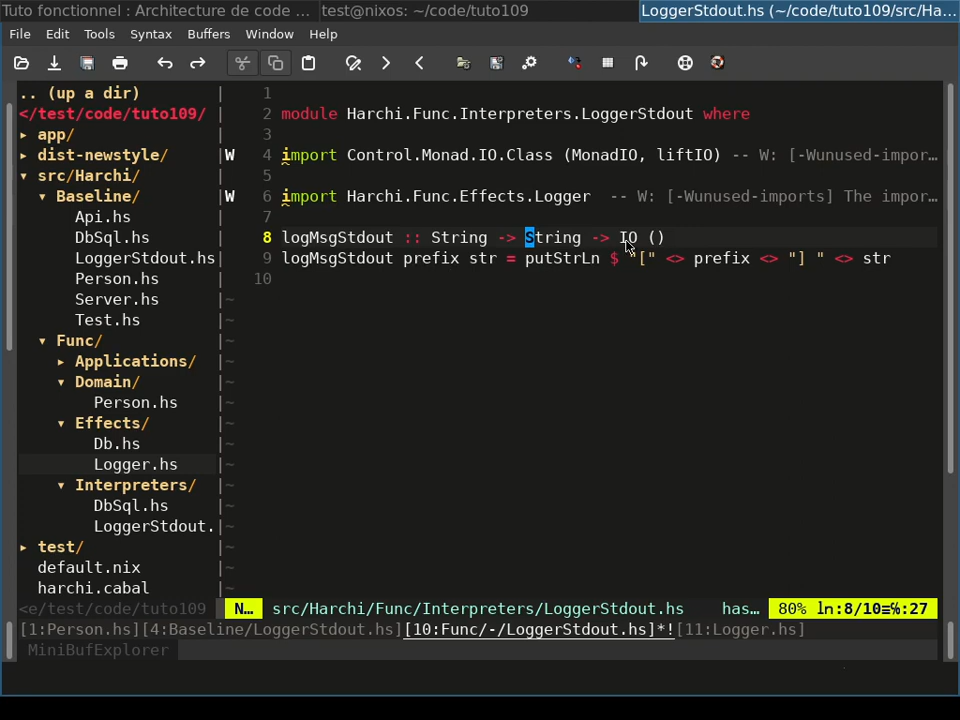 Tuto fonctionnel : Architecture de code ... test@nixos: ~/code/tuto109 LoggerStdout.hs (~/code/tuto109/src/Ha...
File Edit Tools Syntax Buffers Window Help
.. (up a dir)
</test/code/tuto109/
▸ app/
▸ dist-newstyle/
▾ src/Harchi/
▾ Baseline/
Api.hs
DbSql.hs
LoggerStdout.hs
Person.hs
Server.hs
Test.hs
▾ Func/
▸ Applications/
▾ Domain/
Person.hs
▾ Effects/
Db.hs
Logger.hs
▾ Interpreters/
DbSql.hs
LoggerStdout.
▸ test/
default.nix
harchi.cabal
<e/test/code/tuto109
1
2 module Harchi.Func.Interpreters.LoggerStdout where
3
W 4 import Control.Monad.IO.Class (MonadIO, liftIO) -- W: [-Wunused-impor…
5
W 6 import Harchi.Func.Effects.Logger -- W: [-Wunused-imports] The impor…
7
8 logMsgStdout :: String -> String -> IO ()
9 logMsgStdout prefix str = putStrLn $ "[" <> prefix <> "] " <> str
10
~
~
~
~
~
~
~
~
~
~
~
~
~
~
N… src/Harchi/Func/Interpreters/LoggerStdout.hs has… 80% ㏑:8/10≡℅:27
[1:Person.hs][4:Baseline/LoggerStdout.hs][10:Func/-/LoggerStdout.hs]*![11:Logger.hs]
MiniBufExplorer